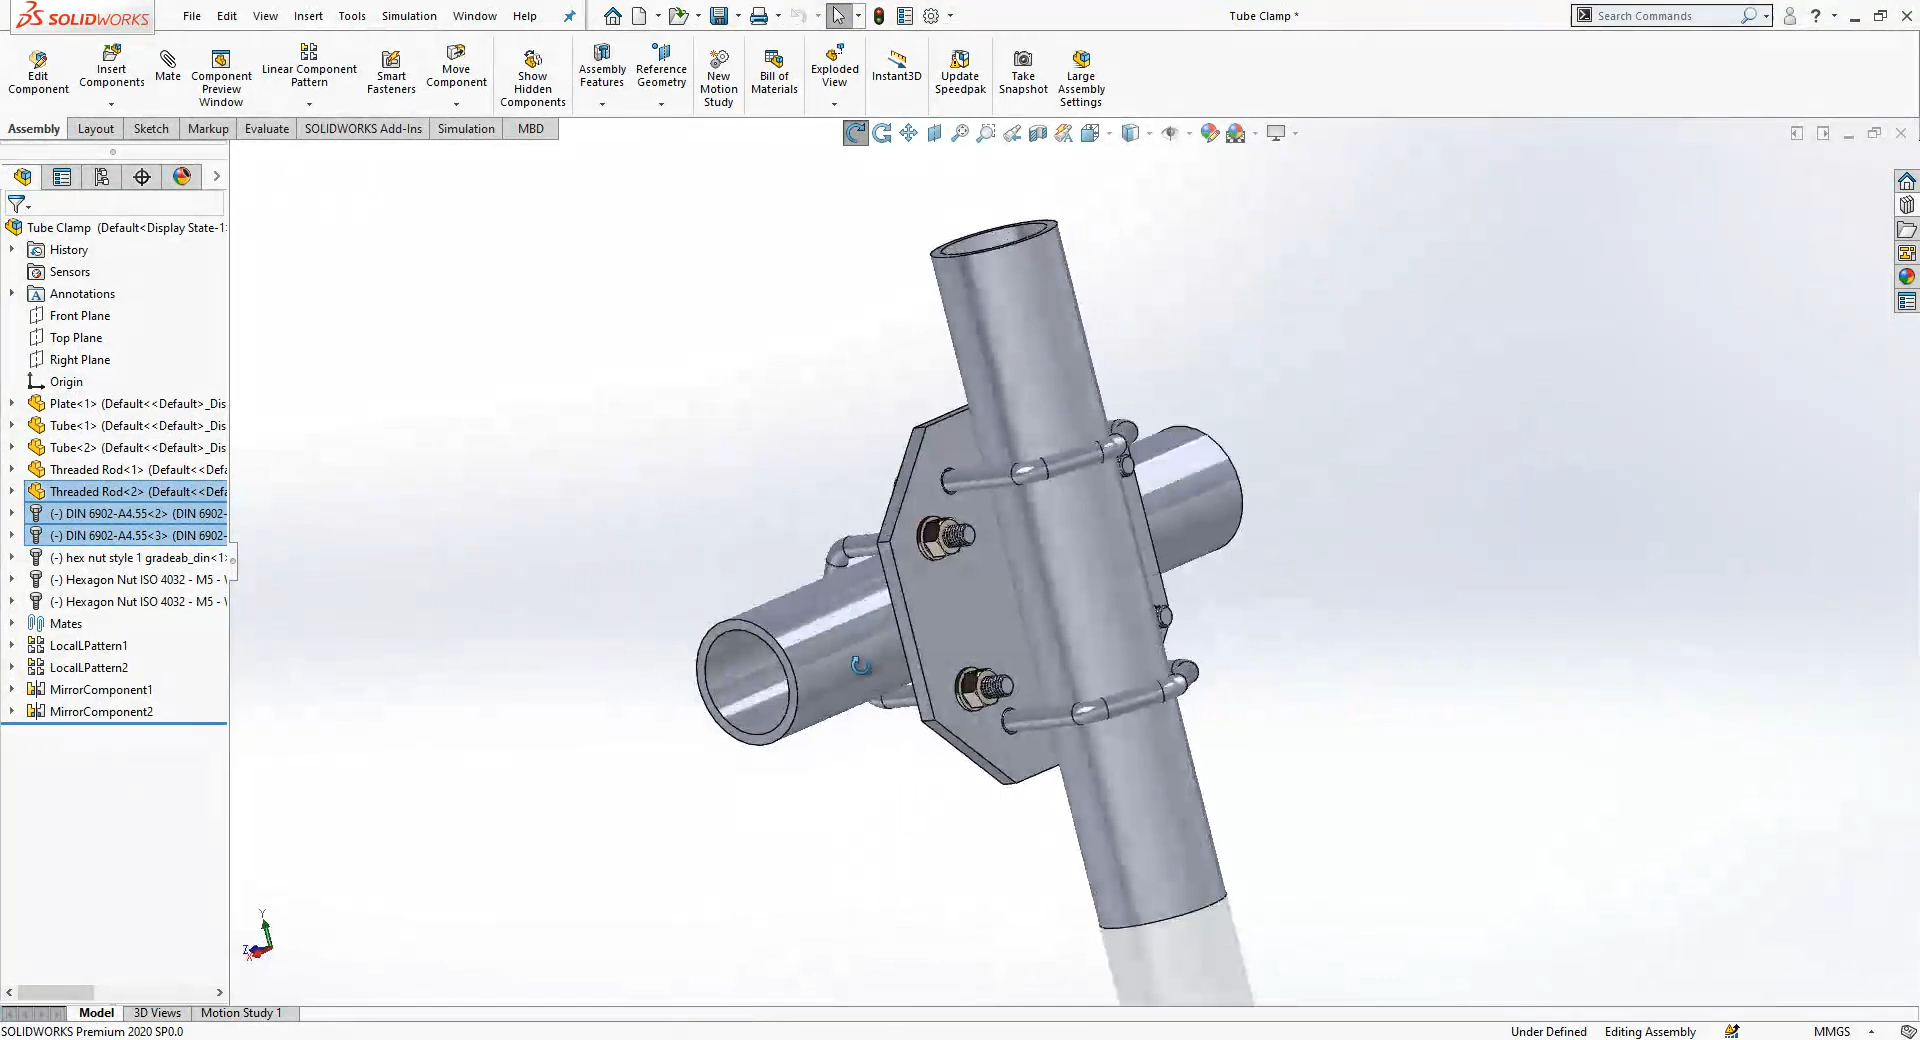 SOLIDWORKS
File Edit View Insert Tools Simulation Window Help
Tube Clamp *
Search Commands
Edit Component
Insert Components
Mate
Component Preview Window
Linear Component Pattern
Smart Fasteners
Move Component
Show Hidden Components
Assembly Features
Reference Geometry
New Motion Study
Bill of Materials
Exploded View
Instant3D
Update Speedpak
Take Snapshot
Large Assembly Settings
Assembly Layout Sketch Markup Evaluate SOLIDWORKS Add-Ins Simulation MBD
Tube Clamp (Default<Display State-1
History
Sensors
Annotations
Front Plane
Top Plane
Right Plane
Origin
Plate<1> (Default<<Default>_Dis
Tube<1> (Default<<Default>_Dis
Tube<2> (Default<<Default>_Dis
Threaded Rod<1> (Default<<Defa
Threaded Rod<2> (Default<<Defa
(-) DIN 6902-A4.55<2> (DIN 6902-
(-) DIN 6902-A4.55<3> (DIN 6902-
(-) hex nut style 1 gradeab_din<1>
(-) Hexagon Nut ISO 4032 - M5 -
(-) Hexagon Nut ISO 4032 - M5 -
Mates
LocalLPattern1
LocalLPattern2
MirrorComponent1
MirrorComponent2
Y
Z
X
Model 3D Views Motion Study 1
SOLIDWORKS Premium 2020 SP0.0
Under Defined Editing Assembly MMGS